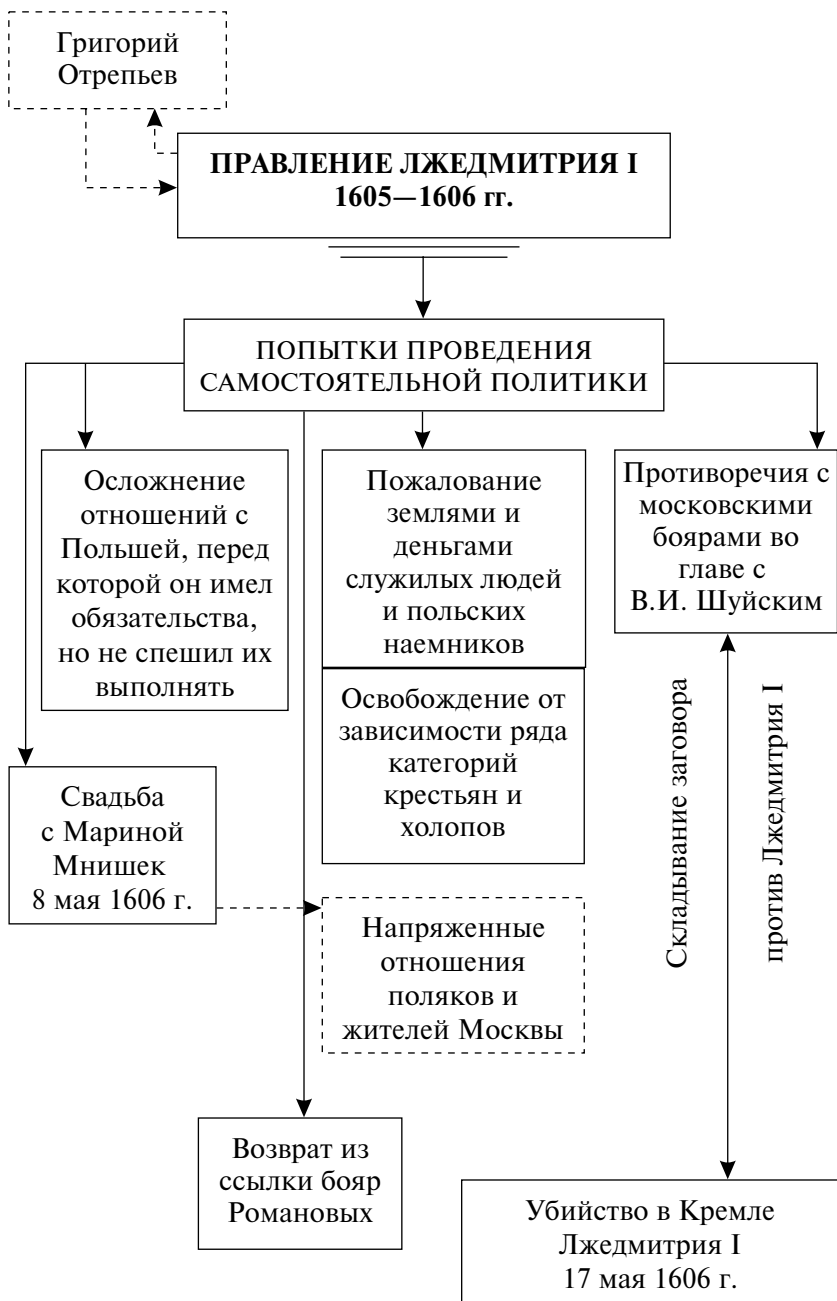 Григорий
Отрепьев
ПРАВЛЕНИЕ ЛЖЕДМИТРИЯ I
1605—1606 гг.
ПОПЫТКИ ПРОВЕДЕНИЯ
САМОСТОЯТЕЛЬНОЙ ПОЛИТИКИ
Осложнение
отношений с
Польшей, перед
которой он имел
обязательства,
но не спешил их
выполнять
Пожалование
землями и
деньгами
служилых людей
и польских
наемников
Противоречия с
московскими
боярами во
главе с
В.И. Шуйским
Освобождение от
зависимости ряда
категорий
крестьян и
холопов
Складывание заговора
против Лжедмитрия I
Свадьба
с Мариной
Мнишек
8 мая 1606 г.
Напряженные
отношения
поляков и
жителей Москвы
Возврат из
ссылки бояр
Романовых
Убийство в Кремле
Лжедмитрия I
17 мая 1606 г.